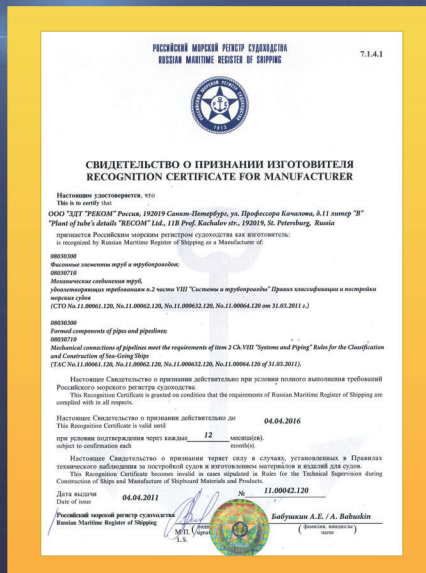 РОССИЙСКИЙ МОРСКОЙ РЕГИСТР СУДОХОДСТВА
RUSSIAN MARITIME REGISTER OF SHIPPING
7.1.4.1
СВИДЕТЕЛЬСТВО О ПРИЗНАНИИ ИЗГОТОВИТЕЛЯ
RECOGNITION CERTIFICATE FOR MANUFACTURER
Настоящим удостоверяется, что
This is to certify that
ООО "ЗДТ "РЕКОМ" Россия, 192019 Санкт-Петербург, ул. Профессора Качалова, д.11 литер "В"
"Plant of tube's details "RECOM" Ltd., 11B Prof. Kachalov str., 192019, St. Petersburg, Russia
признается Российским морским регистром судоходства как изготовитель:
is recognized by Russian Maritime Register of Shipping as a Manufacturer of:
08030300
Фасонные элементы труб и трубопроводов;
08030710
Механические соединения труб,
удовлетворяющих требованиям п.2 части VIII "Системы и трубопроводы" Правил классификации и постройки
морских судов
(СТО No.11.00061.120, No.11.00062.120, No.11.000632.120, No.11.00064.120 от 31.03.2011 г.)
08030300
Formed components of pipes and pipelines;
08030710
Mechanical connections of pipelines meet the requirements of item 2 Ch.VIII "Systems and Piping" Rules for the Classification
and Construction of Sea-Going Ships
(TAC No.11.00061.120, No.11.00062.120, No.11.000632.120, No.11.00064.120 of 31.03.2011).
Настоящее Свидетельство о признании действительно при условии полного выполнения требований
Российского морского регистра судоходства.
This Recognition Certificate is granted on condition that the requirements of Russian Maritime Register of Shipping are
complied with in all respects.
Настоящее Свидетельство о признании действительно до 04.04.2016
This Recognition Certificate is valid until
при условии подтверждения через каждые 12 месяца(ев).
subject to confirmation each month(s).
Настоящее Свидетельство о признании теряет силу в случаях, установленных в Правилах
технического наблюдения за постройкой судов и изготовлением материалов и изделий для судов.
This Recognition Certificate becomes invalid in cases stipulated in Rules for the Technical Supervision during
Construction of Ships and Manufacture of Shipboard Materials and Products.
Дата выдачи 04.04.2011 № 11.00042.120
Date of issue
Российский морской регистр судоходства
Russian Maritime Register of Shipping
Бабушкин А.Е. / A. Babuskin
М.П.
L.S.
(фамилия, инициалы)
name